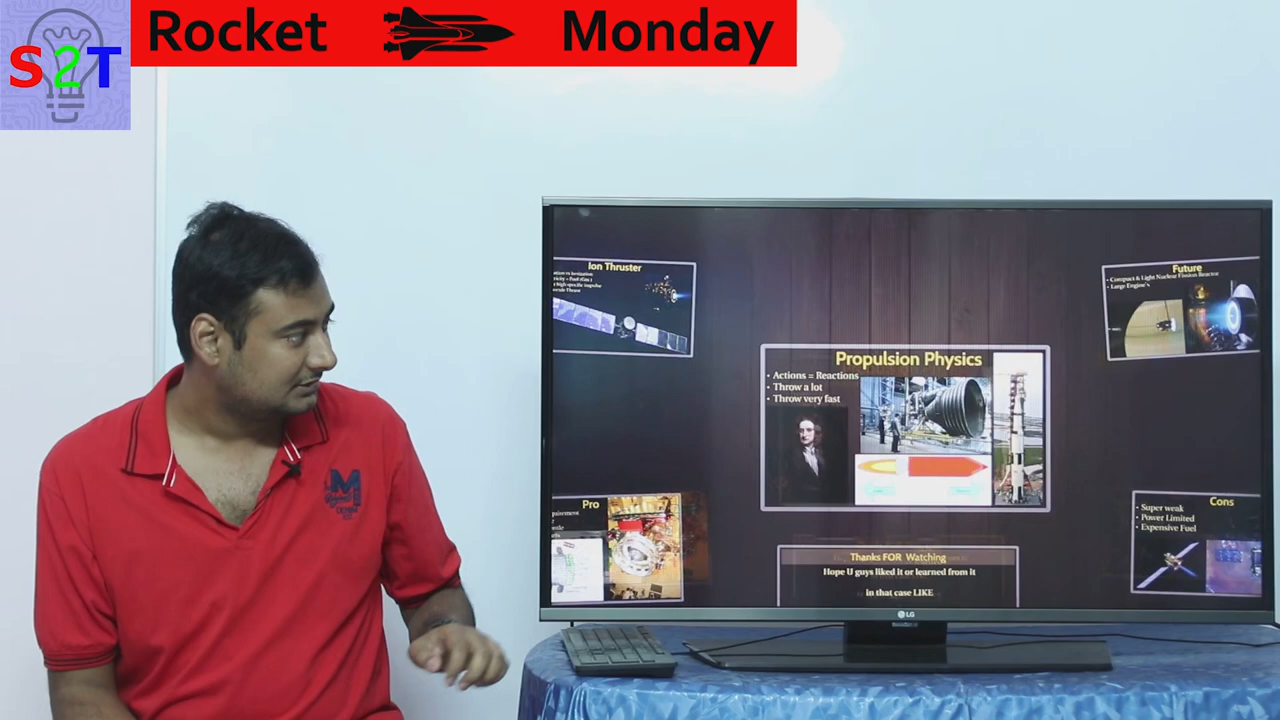 Rocket Monday
S2T
Ion Thruster
Future
• Compact & Light Nuclear Fission Reactor
• Large Engine's
Propulsion Physics
• Actions = Reactions
• Throw a lot
• Throw very fast
Pro
Cons
• Super weak
• Power Limited
• Expensive Fuel
Thanks FOR Watching
Hope U guys liked it or learned from it
in that case LIKE
LG
M